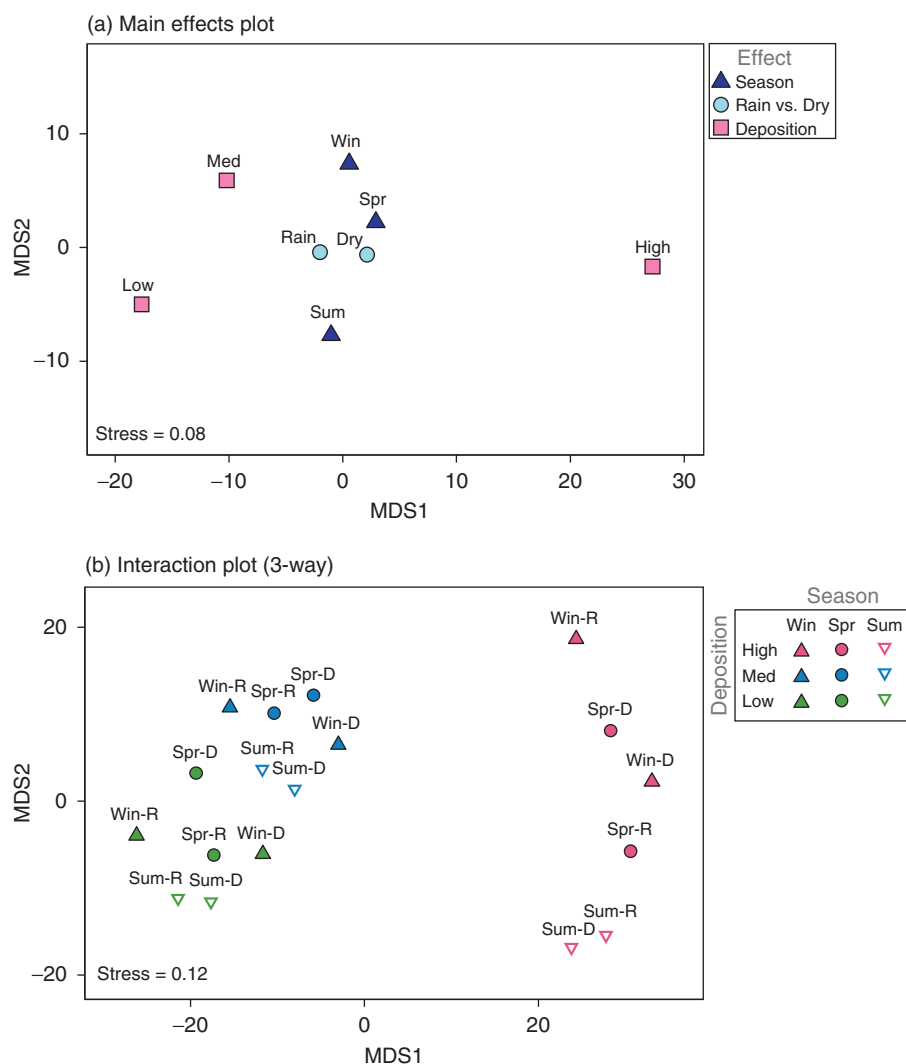 (a) Main effects plot
Effect
Season
Rain vs. Dry
Deposition
10
0
−10
MDS2
Med
Win
Spr
Rain
Dry
High
Low
Sum
Stress = 0.08
−20 −10 0 10 20 30
MDS1
(b) Interaction plot (3-way)
Season
Win Spr Sum
Deposition
High
Med
Low
20
0
−20
MDS2
Win-R
Spr-D
Win-R
Spr-R
Spr-D
Win-D
Spr-D
Sum-R
Win-D
Sum-D
Win-R
Spr-R
Win-D
Spr-R
Sum-R
Sum-D
Sum-R
Sum-D
Stress = 0.12
−20 0 20
MDS1